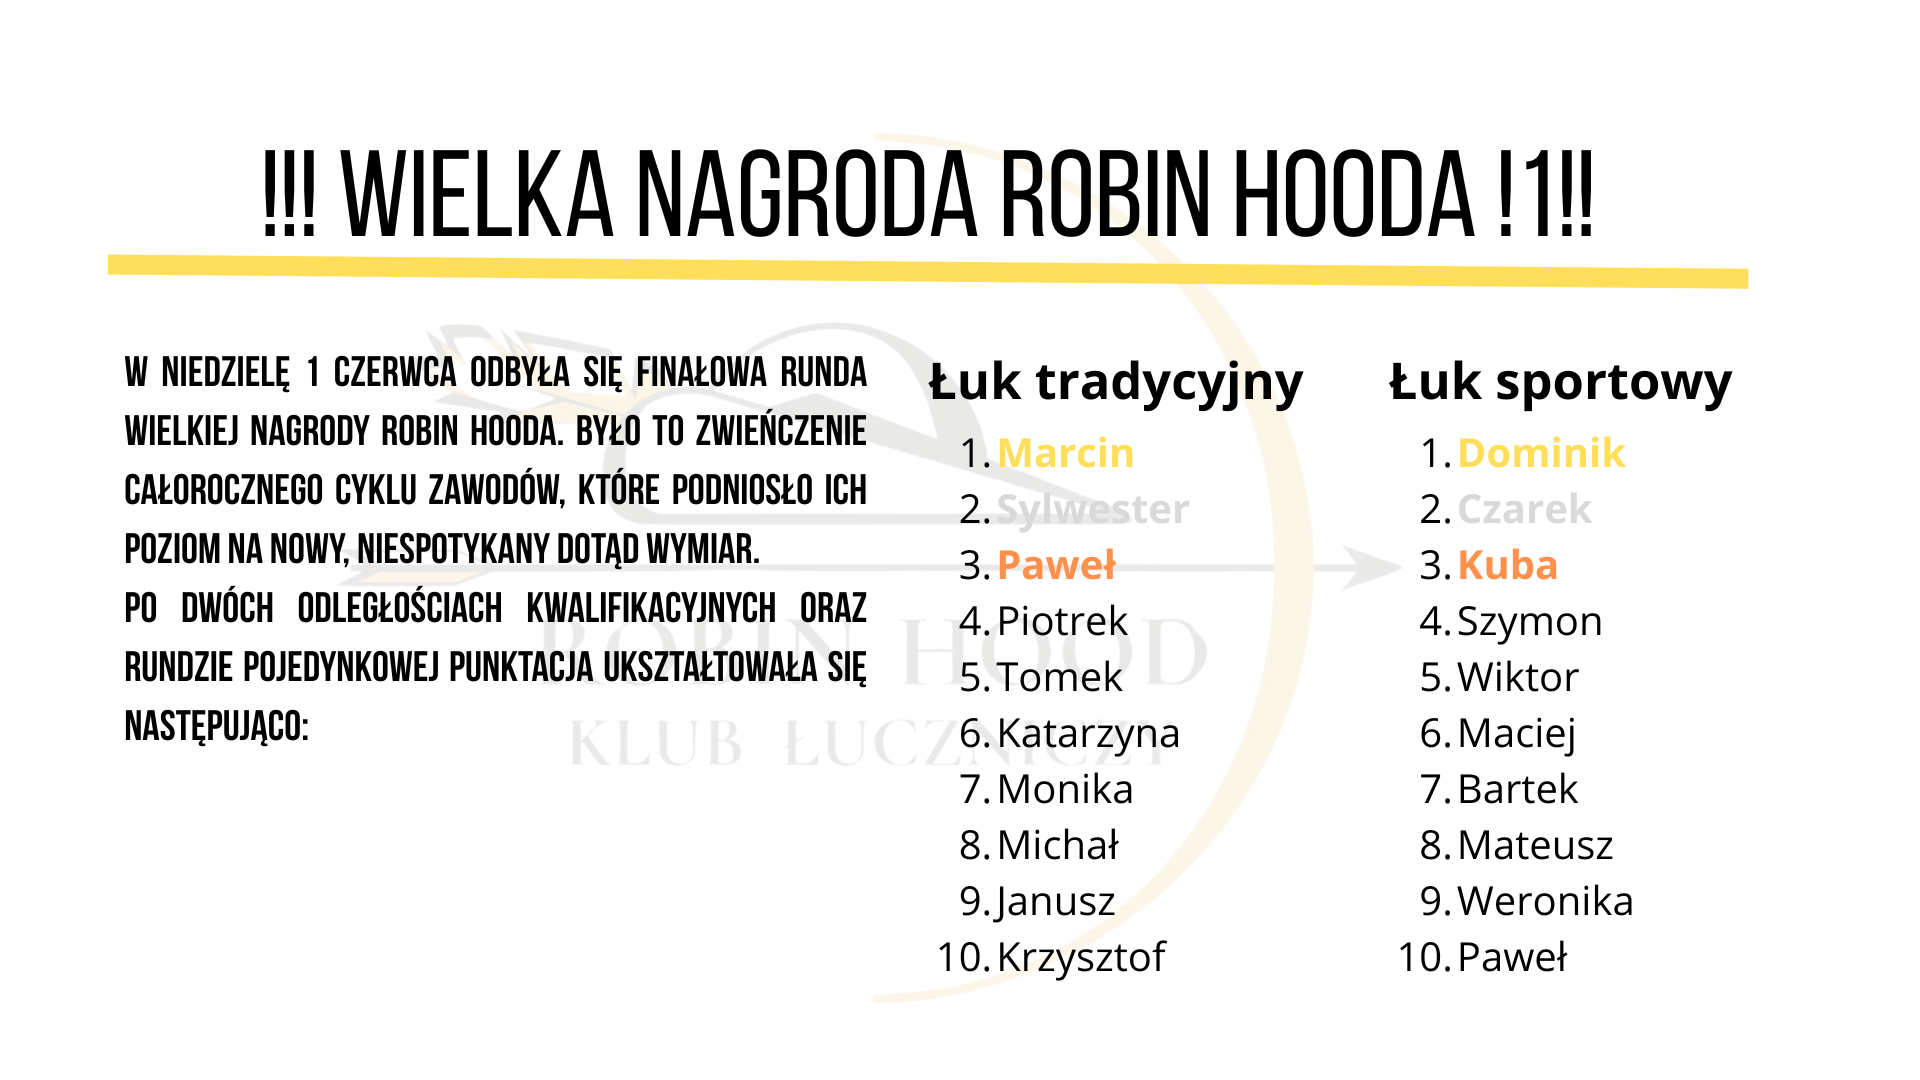 !!! WIELKA NAGRODA ROBIN HOODA !1!!
W NIEDZIELĘ 1 CZERWCA ODBYŁA SIĘ FINAŁOWA RUNDA
WIELKIEJ NAGRODY ROBIN HOODA. BYŁO TO ZWIEŃCZENIE
CAŁOROCZNEGO CYKLU ZAWODÓW, KTÓRE PODNIOSŁO ICH
POZIOM NA NOWY, NIESPOTYKANY DOTĄD WYMIAR.
PO DWÓCH ODLEGŁOŚCIACH KWALIFIKACYJNYCH ORAZ
RUNDZIE POJEDYNKOWEJ PUNKTACJA UKSZTAŁTOWAŁA SIĘ
NASTĘPUJĄCO:
Łuk tradycyjny
1. Marcin
2. Sylwester
3. Paweł
4. Piotrek
5. Tomek
6. Katarzyna
7. Monika
8. Michał
9. Janusz
10. Krzysztof
Łuk sportowy
1. Dominik
2. Czarek
3. Kuba
4. Szymon
5. Wiktor
6. Maciej
7. Bartek
8. Mateusz
9. Weronika
10. Paweł
ROBIN HOOD
KLUB ŁUCZNICZY